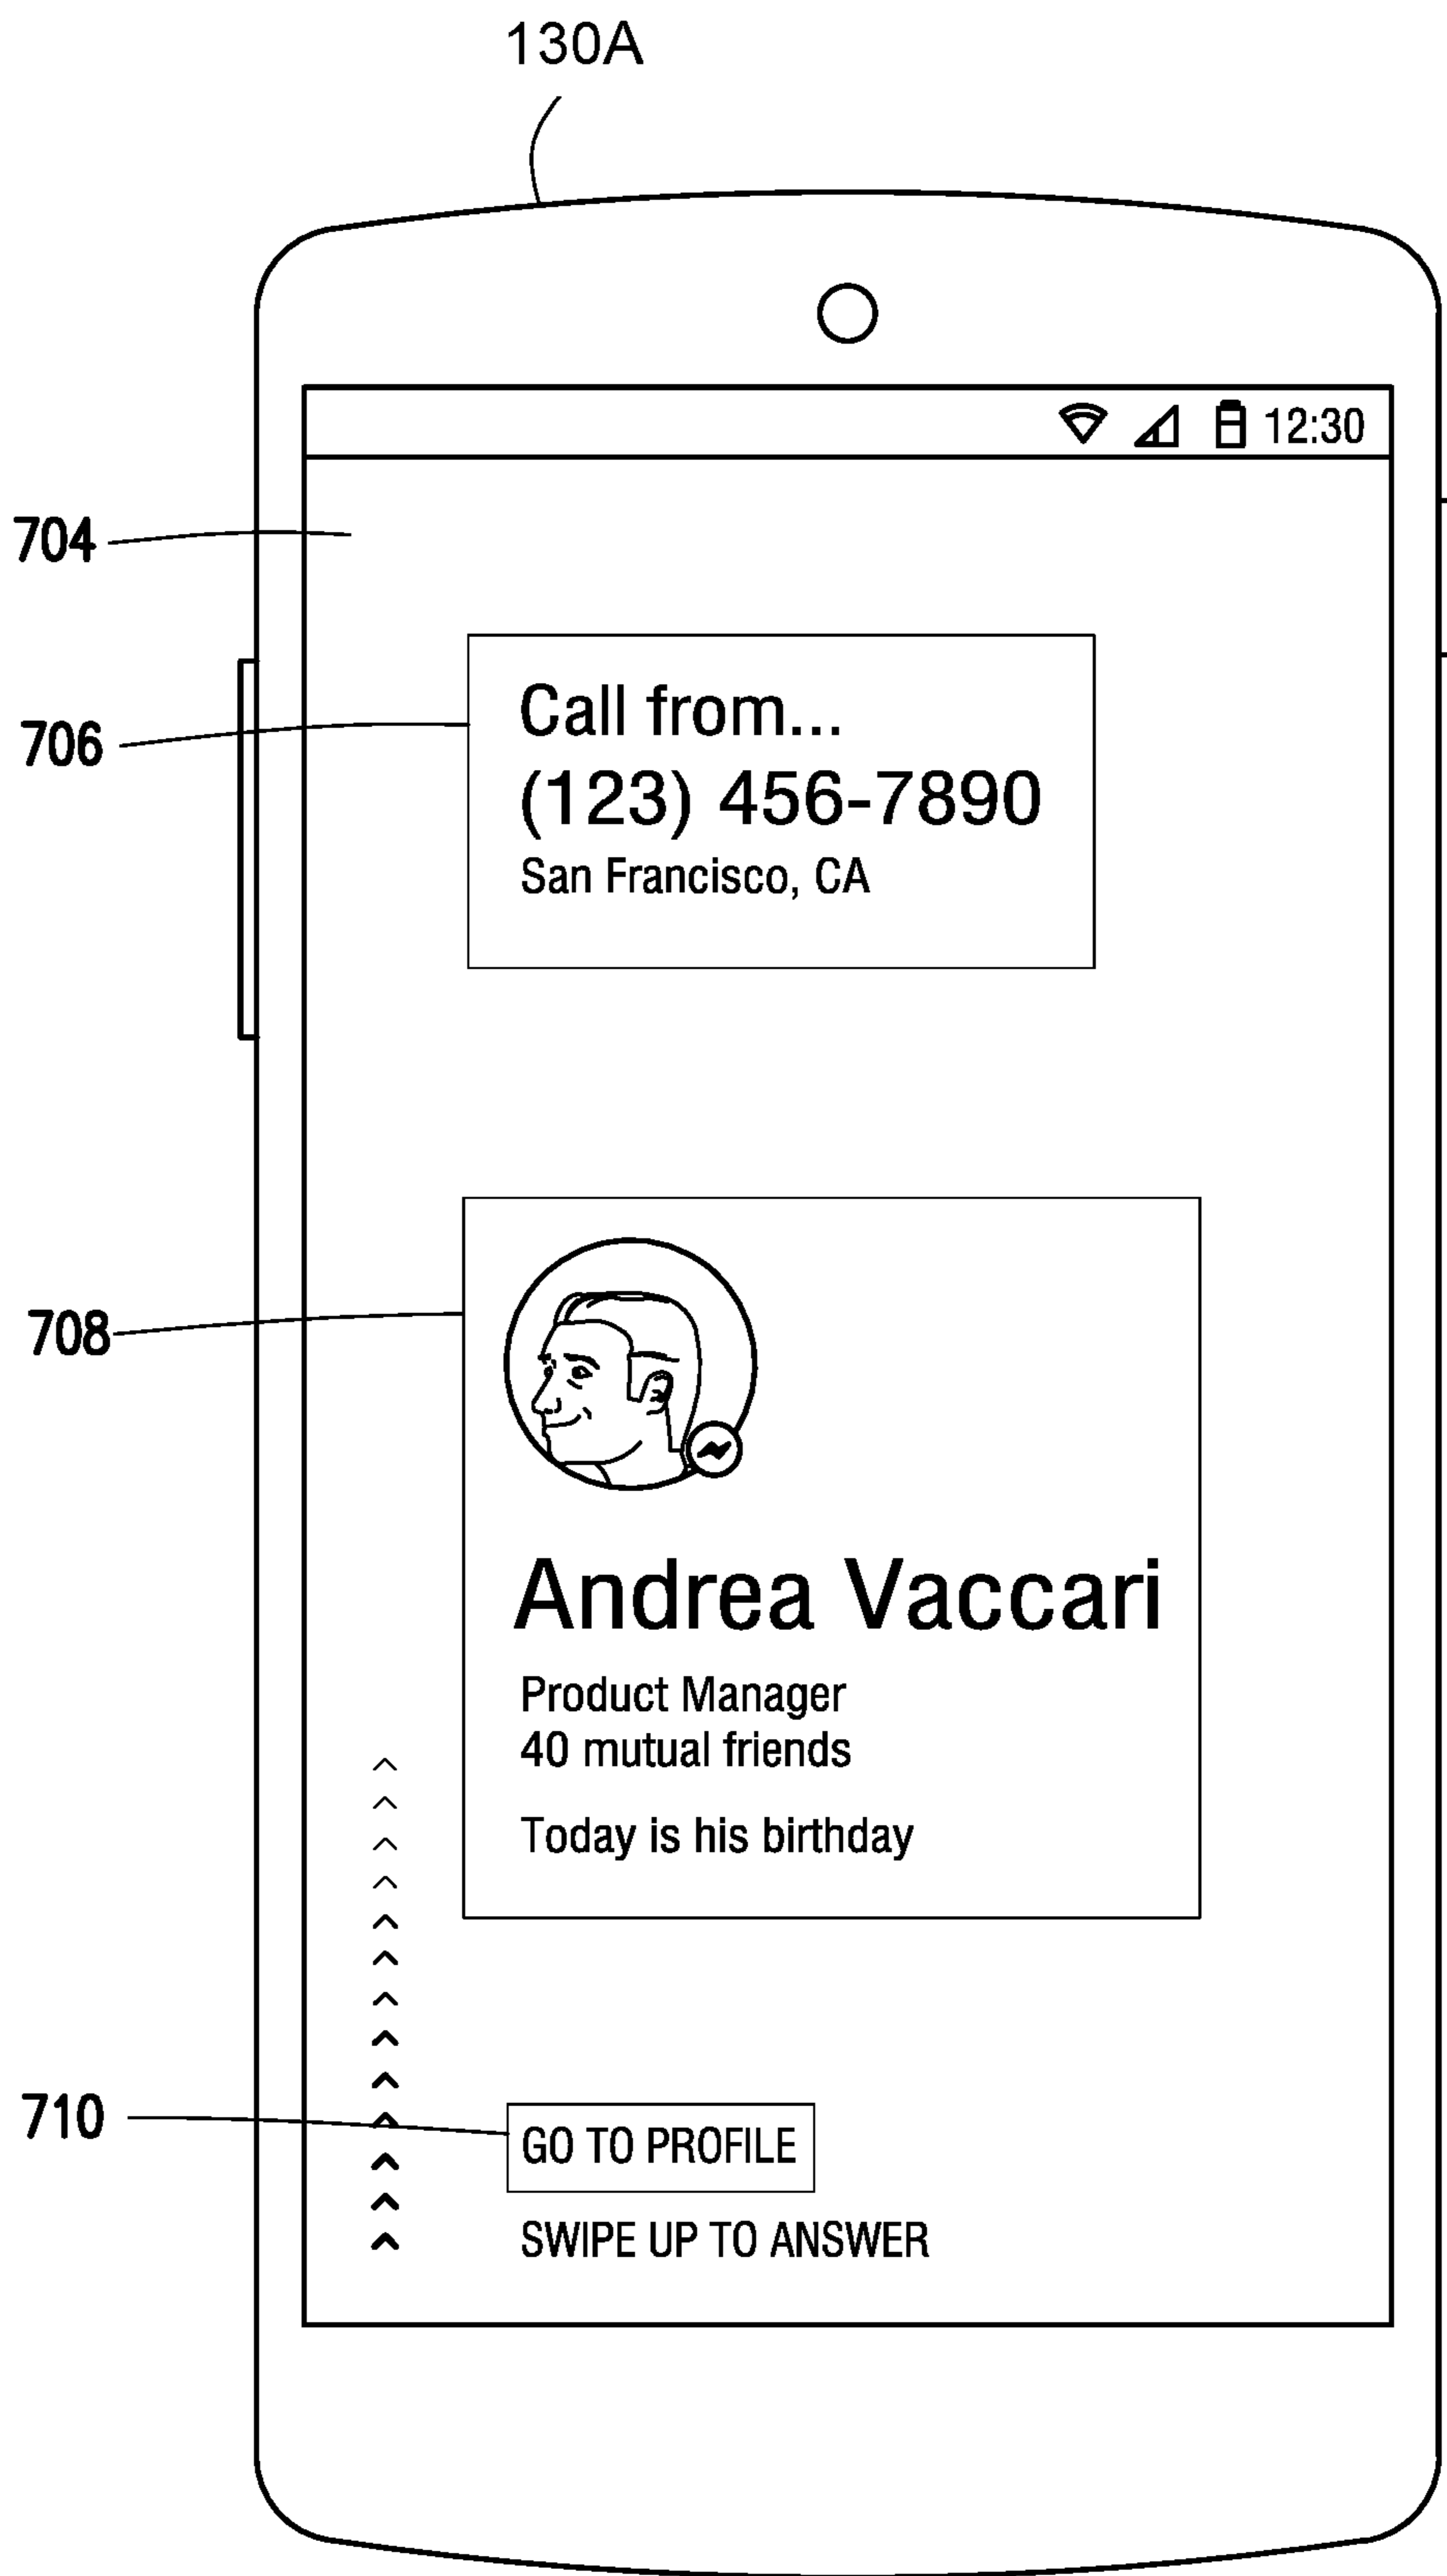 130A
12:30
704
706
Call from...
(123) 456-7890
San Francisco, CA
708
Andrea Vaccari
Product Manager
40 mutual friends
Today is his birthday
710
GO TO PROFILE
SWIPE UP TO ANSWER